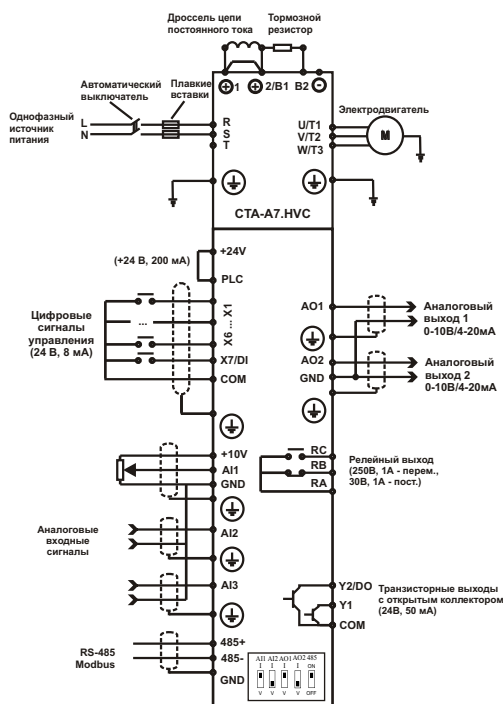 Дроссель цепи
постоянного тока
Тормозной
резистор
1
2/B1
B2
Автоматический
выключатель
Плавкие
вставки
Однофазный
источник
питания
L
N
R
S
T
U/T1
V/T2
W/T3
Электродвигатель
M
CTA-A7.HVC
+24V
(+24 В, 200 мА)
PLC
Цифровые
сигналы
управления
(24 В, 8 мА)
...
X6 ... X1
X7/DI
COM
AO1
Аналоговый
выход 1
0-10В/4-20мА
AO2
GND
Аналоговый
выход 2
0-10В/4-20мА
+10V
AI1
GND
RC
RB
RA
Релейный выход
(250В, 1А - перем.,
30В, 1А - пост.)
Аналоговые
входные
сигналы
AI2
AI3
Y2/DO
Y1
COM
Транзисторные выходы
с открытым коллектором
(24В, 50 мА)
RS-485
Modbus
485+
485-
GND
AI1 AI2 AO1 AO2 485
I I I I ON
V V V V OFF